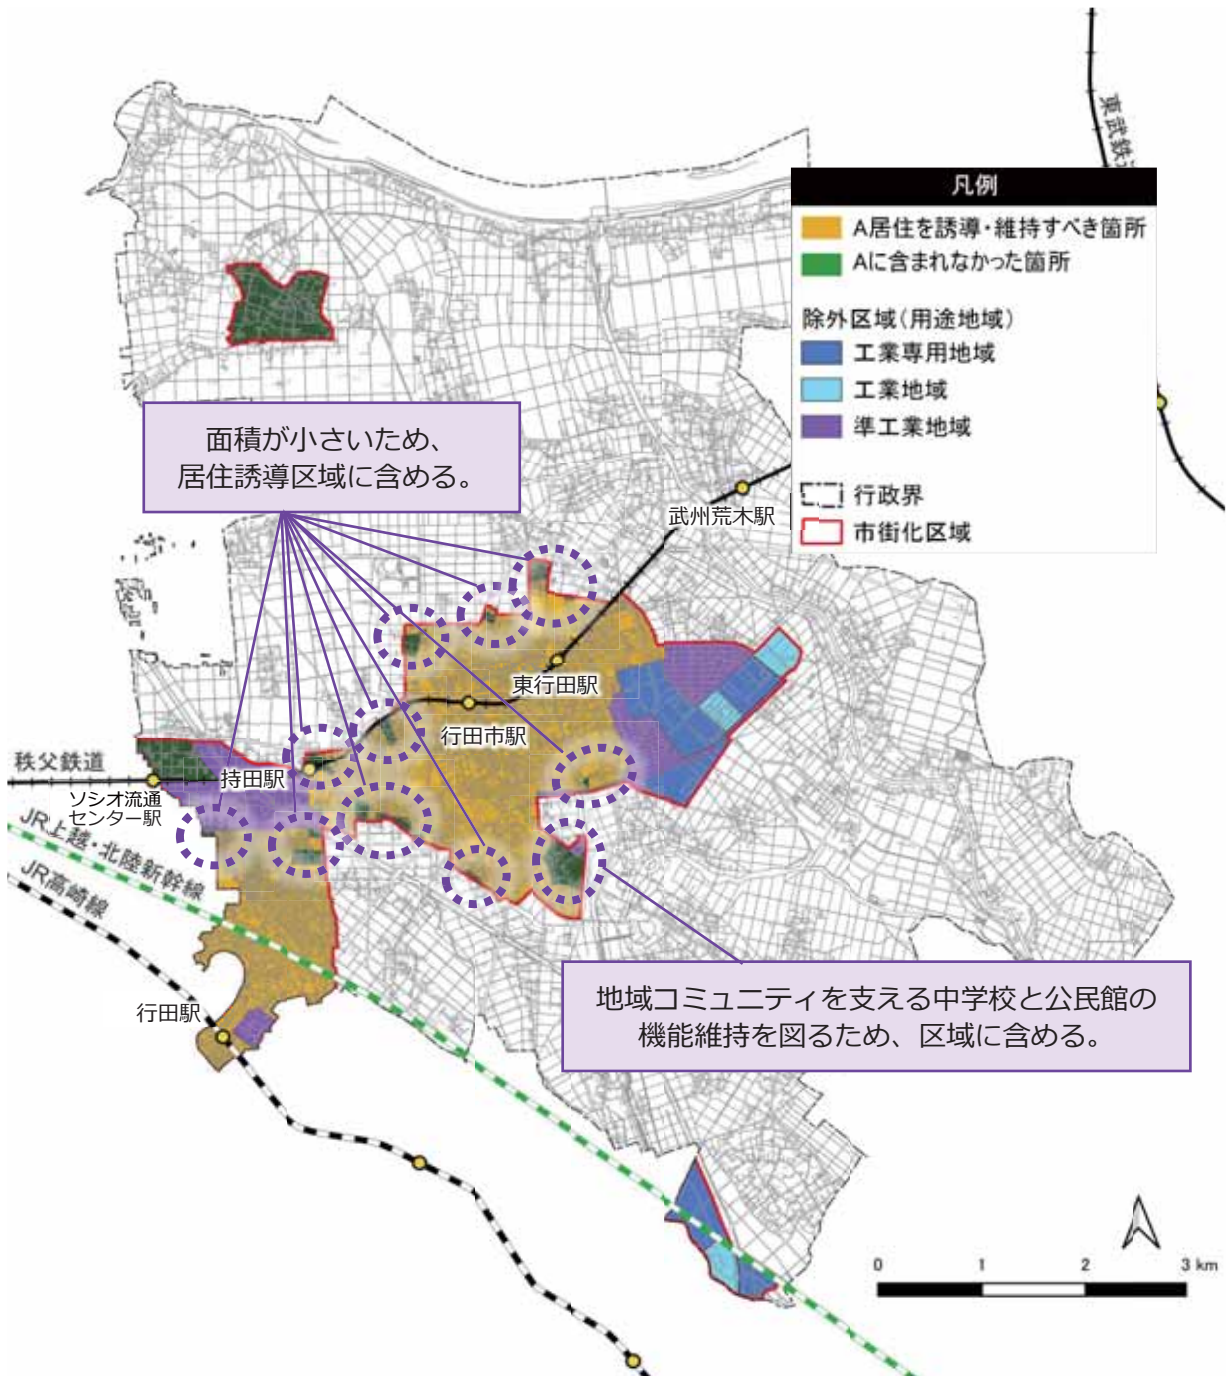 東武鉄道
凡例
A居住を誘導・維持すべき箇所
Aに含まれなかった箇所
除外区域(用途地域)
工業専用地域
工業地域
準工業地域
行政界
市街化区域
面積が小さいため、
居住誘導区域に含める。
武州荒木駅
東行田駅
行田市駅
持田駅
秩父鉄道
ソシオ流通
センター駅
JR上越・北陸新幹線
JR高崎線
行田駅
地域コミュニティを支える中学校と公民館の
機能維持を図るため、区域に含める。
0 1 2 3 km